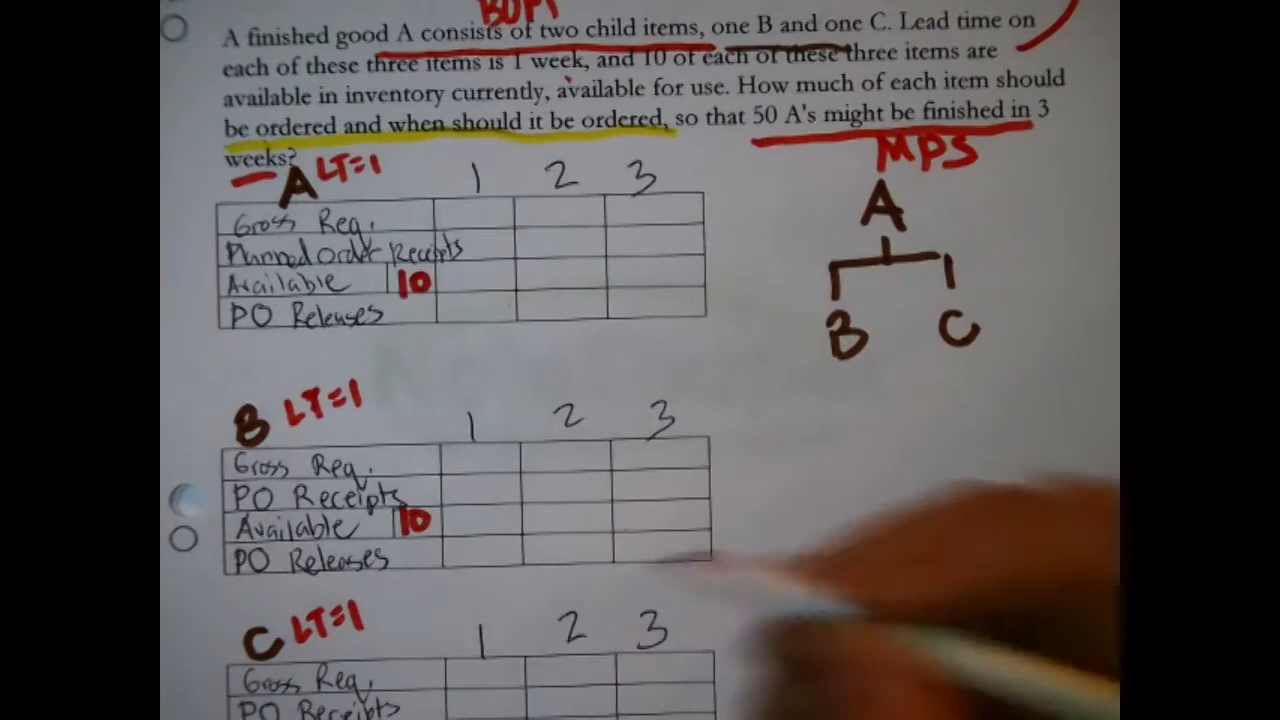 BOM
A finished good A consists of two child items, one B and one C. Lead time on
each of these three items is 1 week, and 10 of each of these three items are
available in inventory currently, available for use. How much of each item should
be ordered and when should it be ordered, so that 50 A's might be finished in 3
weeks?
MPS
A LT=1 1 2 3
Gross Req.
Planned Order Receipts
Available 10
PO Releases
A
B C
B LT=1 1 2 3
Gross Req.
PO Receipts
Available 10
PO Releases
C LT=1 1 2 3
Gross Req.
PO Receipts